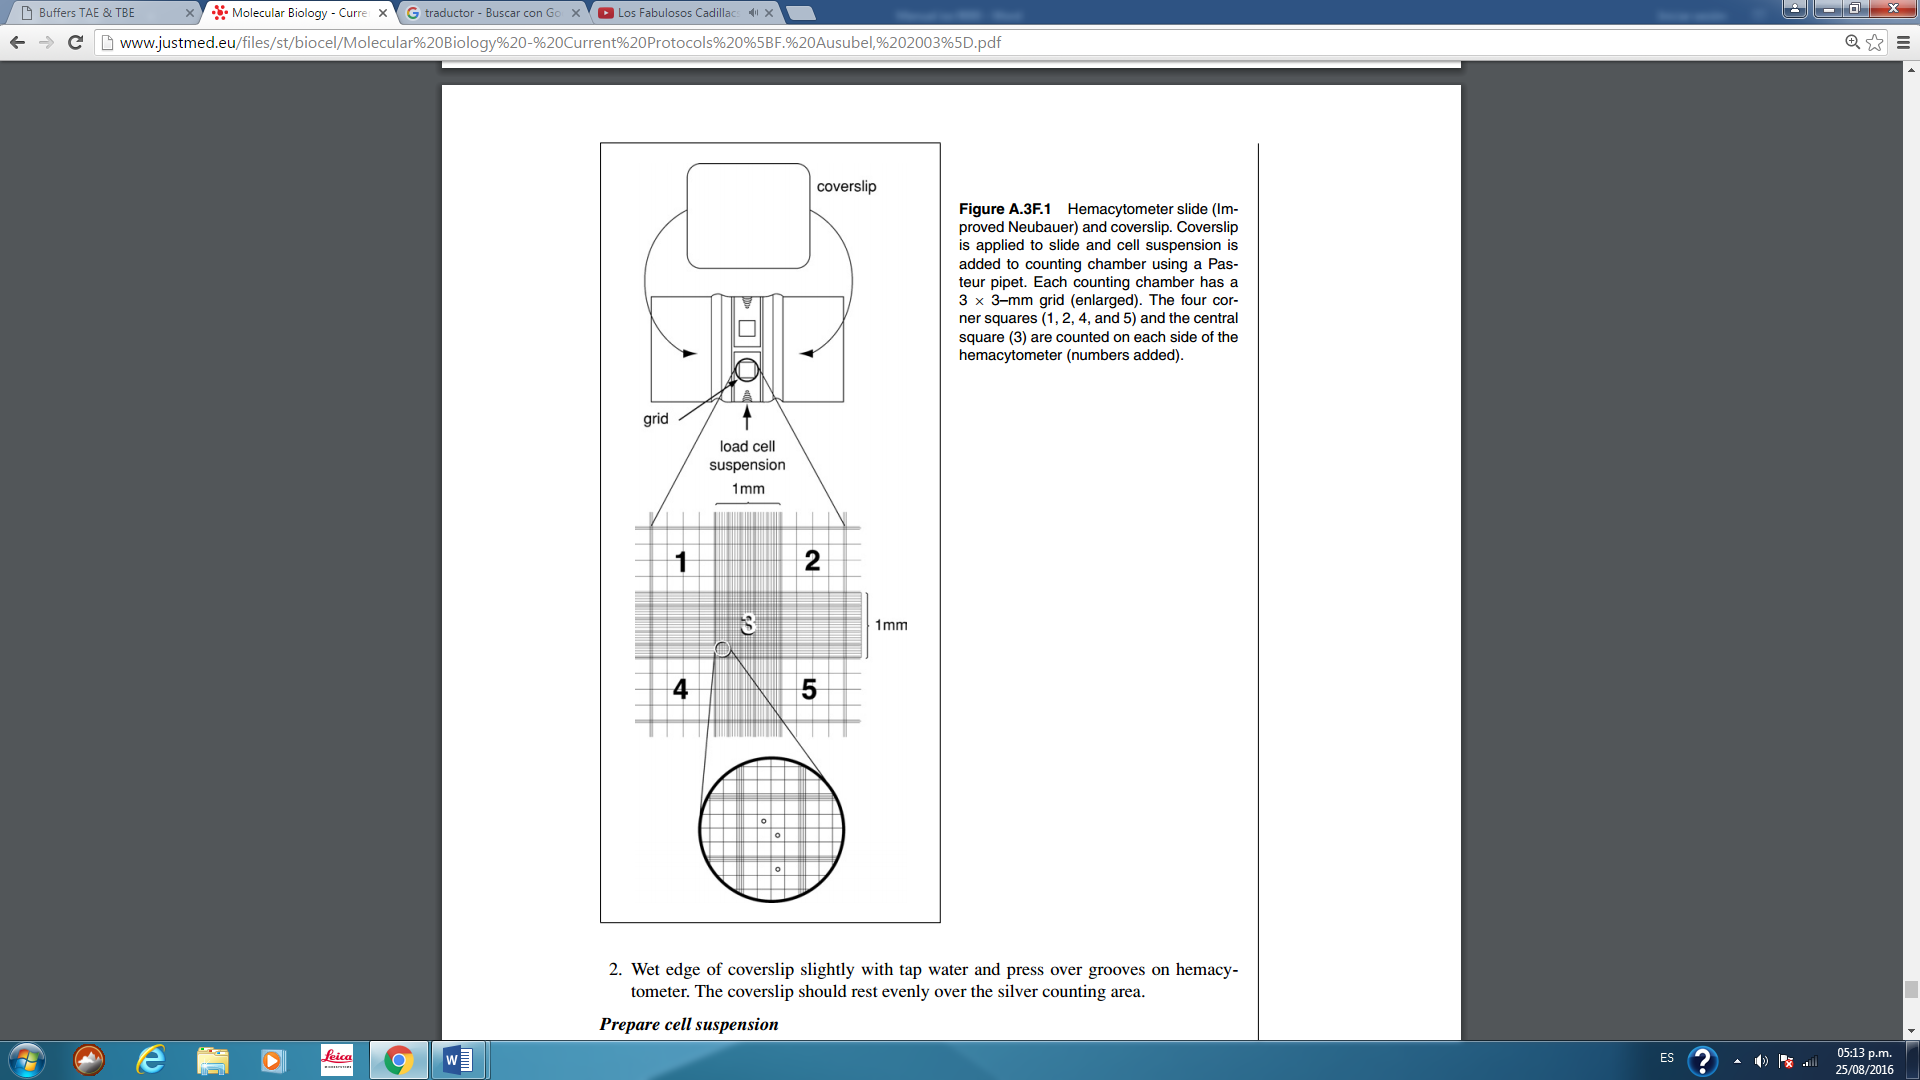 Buffers TAE & TBE
Molecular Biology - Curre
traductor - Buscar con Go
Los Fabulosos Cadillac
www.justmed.eu/files/st/biocel/Molecular%20Biology%20-%20Current%20Protocols%20%5BF.%20Ausubel,%202003%5D.pdf
coverslip
grid
load cell
suspension
1mm
1
2
3
1mm
4
5
Figure A.3F.1 Hemacytometer slide (Im-
proved Neubauer) and coverslip. Coverslip
is applied to slide and cell suspension is
added to counting chamber using a Pas-
teur pipet. Each counting chamber has a
3 × 3–mm grid (enlarged). The four cor-
ner squares (1, 2, 4, and 5) and the central
square (3) are counted on each side of the
hemacytometer (numbers added).
2. Wet edge of coverslip slightly with tap water and press over grooves on hemacy-
tometer. The coverslip should rest evenly over the silver counting area.
Prepare cell suspension
Leica
ES
05:13 p.m.
25/08/2016